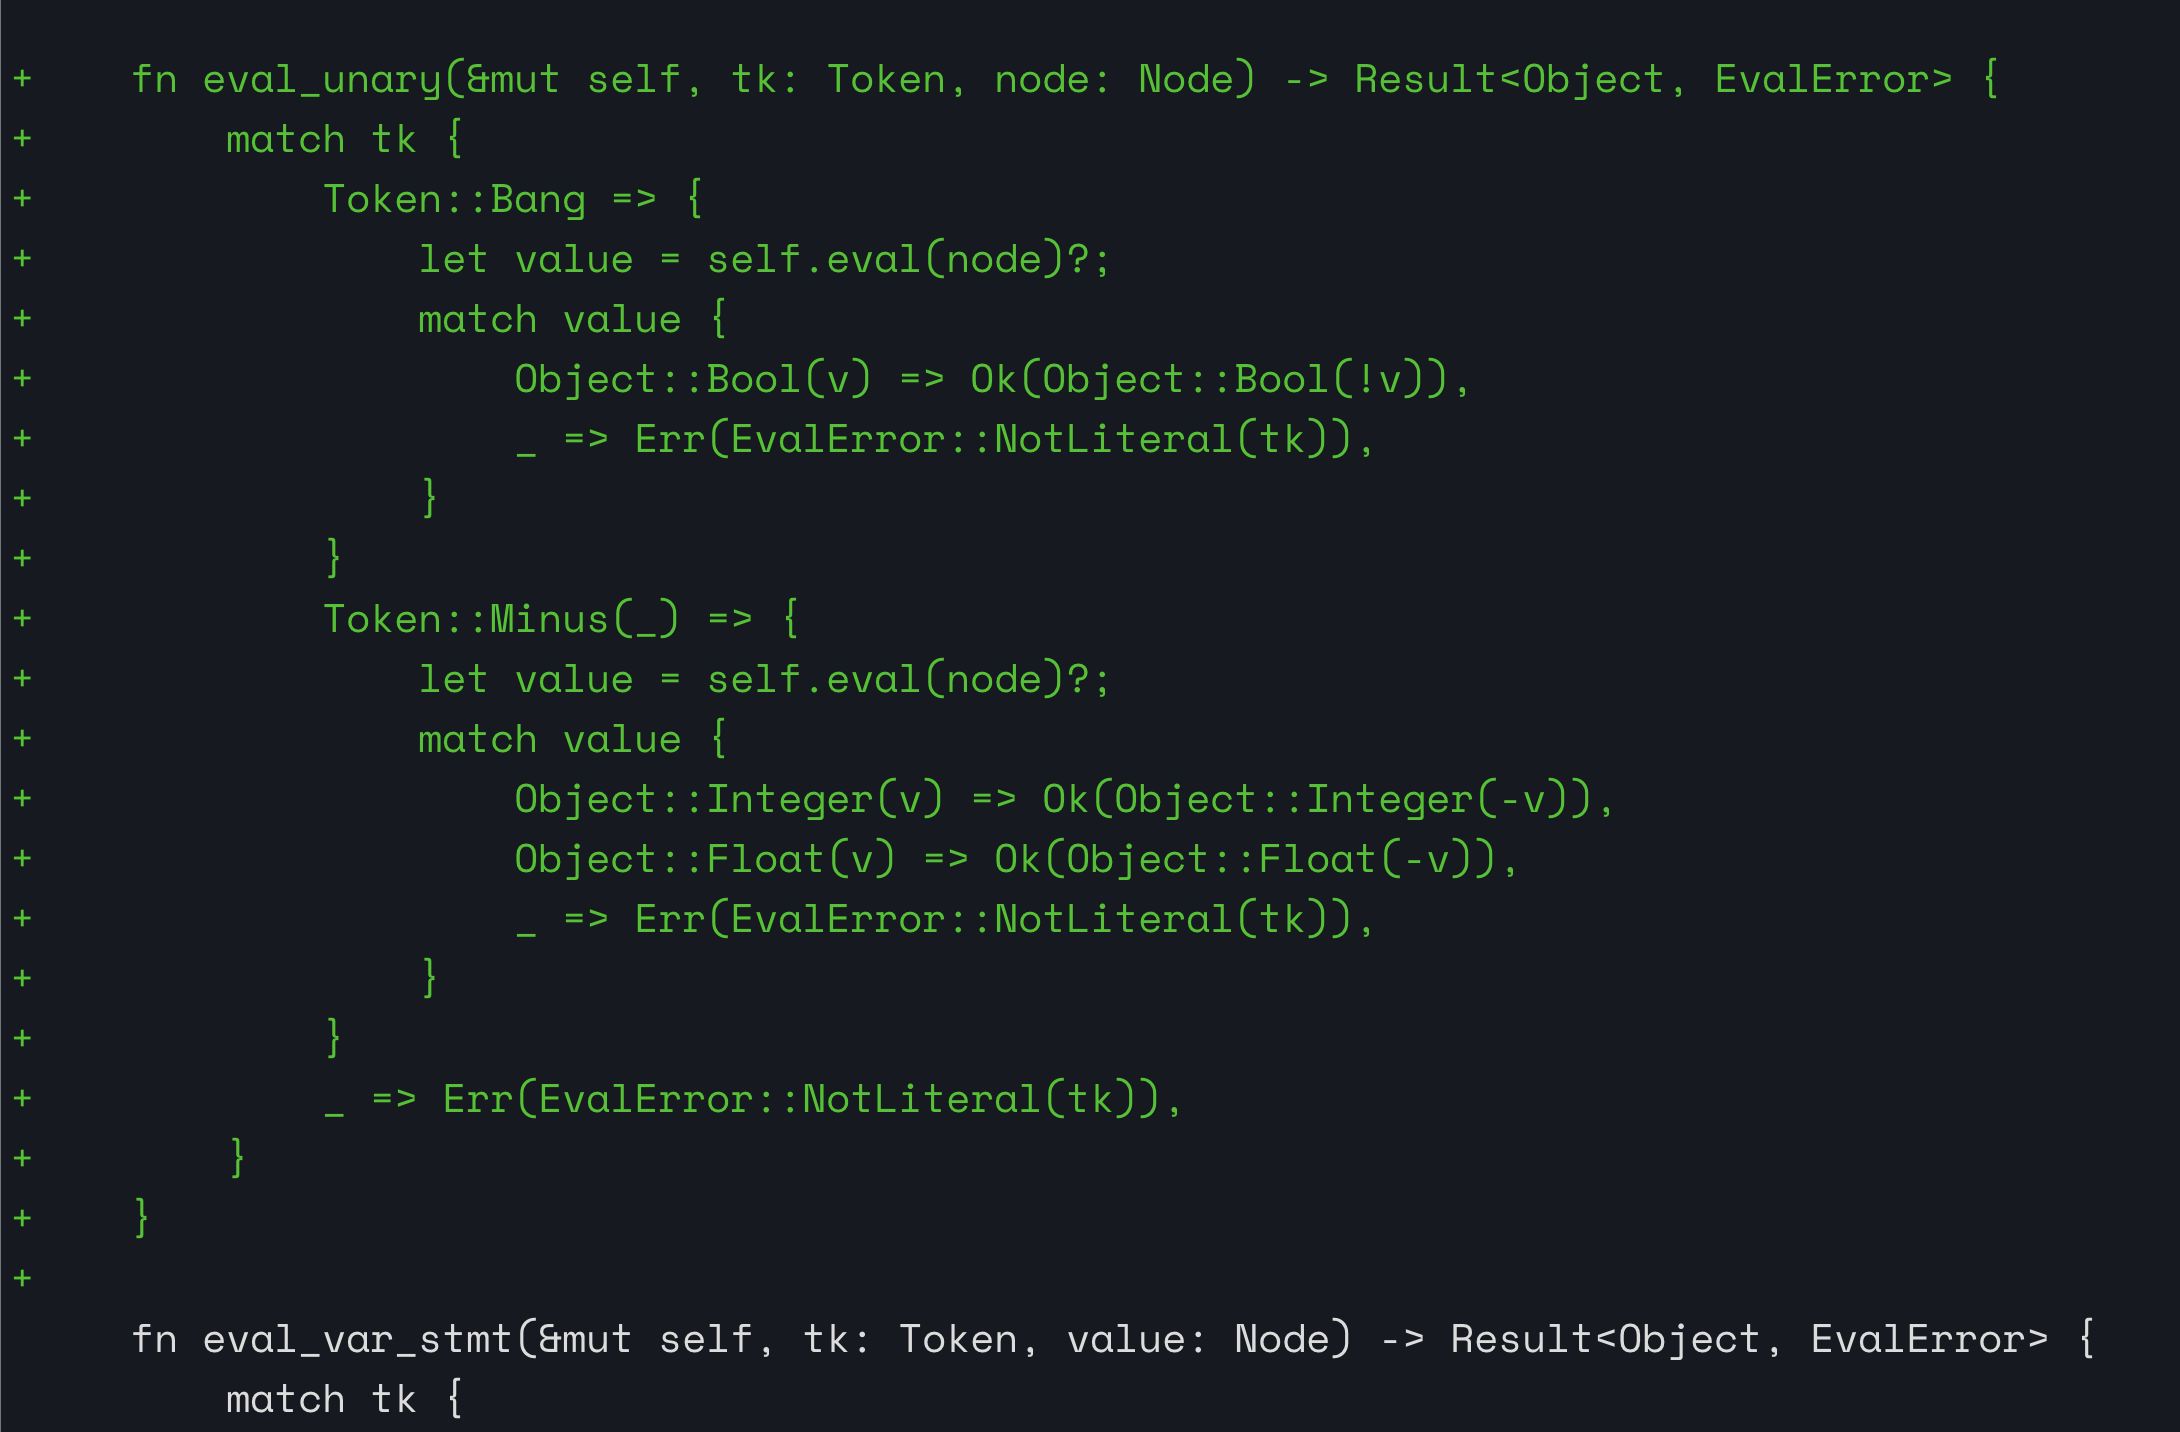 +    fn eval_unary(&mut self, tk: Token, node: Node) -> Result<Object, EvalError> {
+        match tk {
+            Token::Bang => {
+                let value = self.eval(node)?;
+                match value {
+                    Object::Bool(v) => Ok(Object::Bool(!v)),
+                    _ => Err(EvalError::NotLiteral(tk)),
+                }
+            }
+            Token::Minus(_) => {
+                let value = self.eval(node)?;
+                match value {
+                    Object::Integer(v) => Ok(Object::Integer(-v)),
+                    Object::Float(v) => Ok(Object::Float(-v)),
+                    _ => Err(EvalError::NotLiteral(tk)),
+                }
+            }
+            _ => Err(EvalError::NotLiteral(tk)),
+        }
+    }
+
     fn eval_var_stmt(&mut self, tk: Token, value: Node) -> Result<Object, EvalError> {
         match tk {